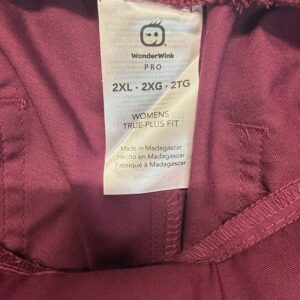 WonderWink
PRO
2XL · 2XG · 2TG
WOMENS
TRUE-PLUS FIT
Made in Madagascar
Hecho en Madagascar
Fabriqué à Madagascar